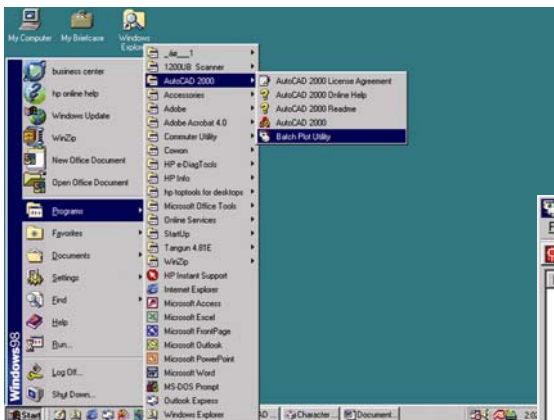 My Computer
My Briefcase
Windows
Explor
business center
hp online help
Windows Update
WinZip
New Office Document
Open Office Document
Programs
Favorites
Documents
Settings
Find
Help
Run...
Log Off...
Shut Down...
Windows98
1200UB Scanner
AutoCAD 2000
Accessories
Adobe
Adobe Acrobat 4.0
Commuter Utility
Cowon
HP e-DiagTools
HP Info
hp toptools for desktops
Microsoft Office Tools
Online Services
StartUp
Tangun 4.81E
WinZip
HP Instant Support
Internet Explorer
Microsoft Access
Microsoft Excel
Microsoft FrontPage
Microsoft Outlook
Microsoft PowerPoint
Microsoft Word
MS-DOS Prompt
Outlook Express
Windows Explorer
AutoCAD 2000 License Agreement
AutoCAD 2000 Online Help
AutoCAD 2000 Readme
AutoCAD 2000
Batch Plot Utility
Start
Character ...
Document...